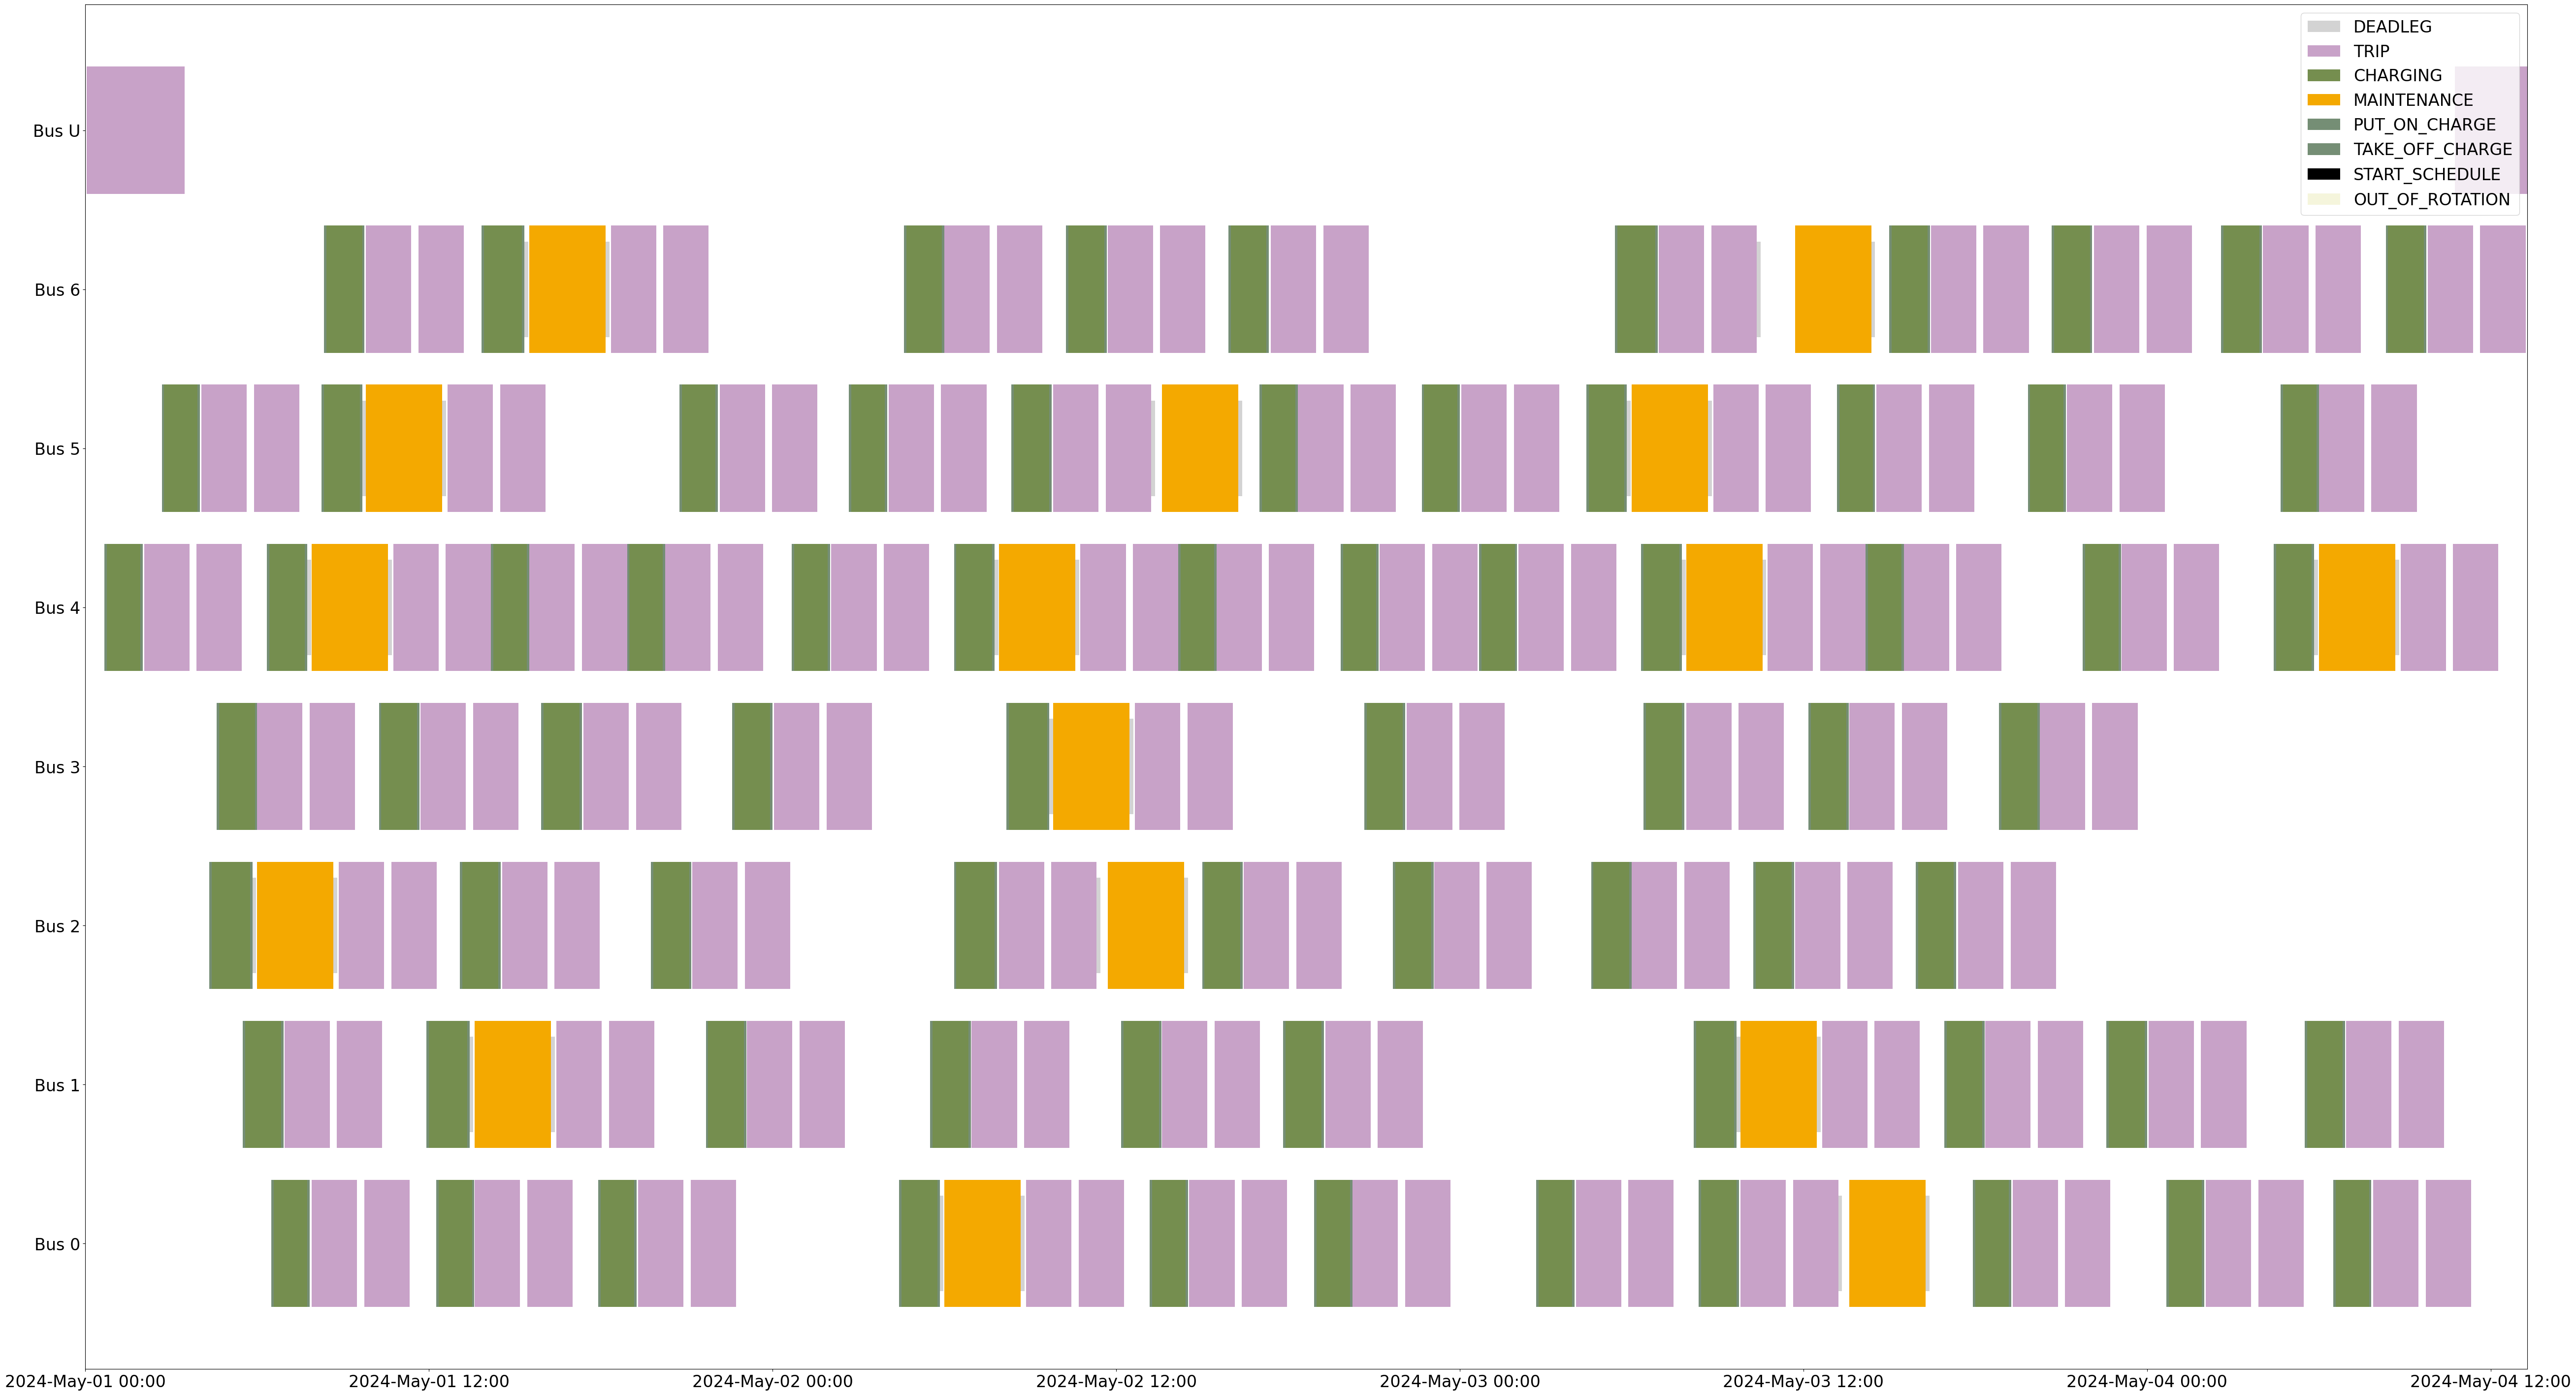 DEADLEG
TRIP
CHARGING
MAINTENANCE
PUT_ON_CHARGE
TAKE_OFF_CHARGE
START_SCHEDULE
OUT_OF_ROTATION
Bus U
Bus 6
Bus 5
Bus 4
Bus 3
Bus 2
Bus 1
Bus 0
2024-May-01 00:00 2024-May-01 12:00 2024-May-02 00:00 2024-May-02 12:00 2024-May-03 00:00 2024-May-03 12:00 2024-May-04 00:00 2024-May-04 12:00